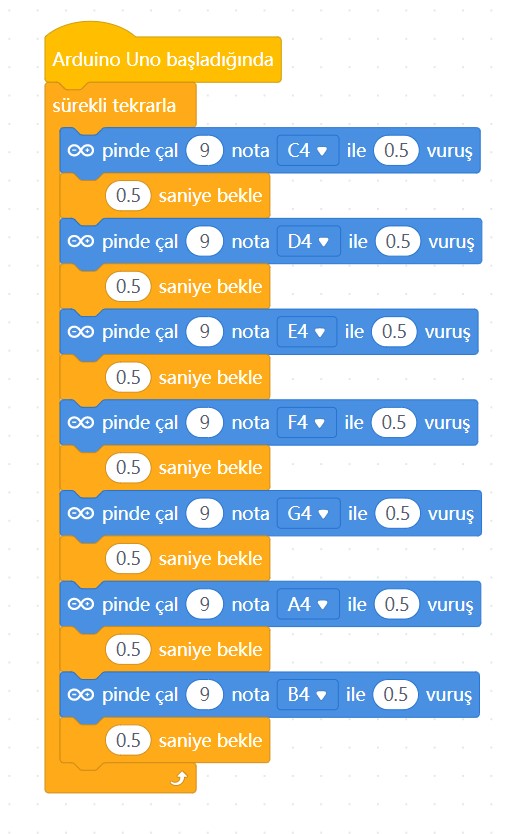 Arduino Uno başladığında
sürekli tekrarla
pinde çal 9 nota C4 ile 0.5 vuruş
0.5 saniye bekle
pinde çal 9 nota D4 ile 0.5 vuruş
0.5 saniye bekle
pinde çal 9 nota E4 ile 0.5 vuruş
0.5 saniye bekle
pinde çal 9 nota F4 ile 0.5 vuruş
0.5 saniye bekle
pinde çal 9 nota G4 ile 0.5 vuruş
0.5 saniye bekle
pinde çal 9 nota A4 ile 0.5 vuruş
0.5 saniye bekle
pinde çal 9 nota B4 ile 0.5 vuruş
0.5 saniye bekle